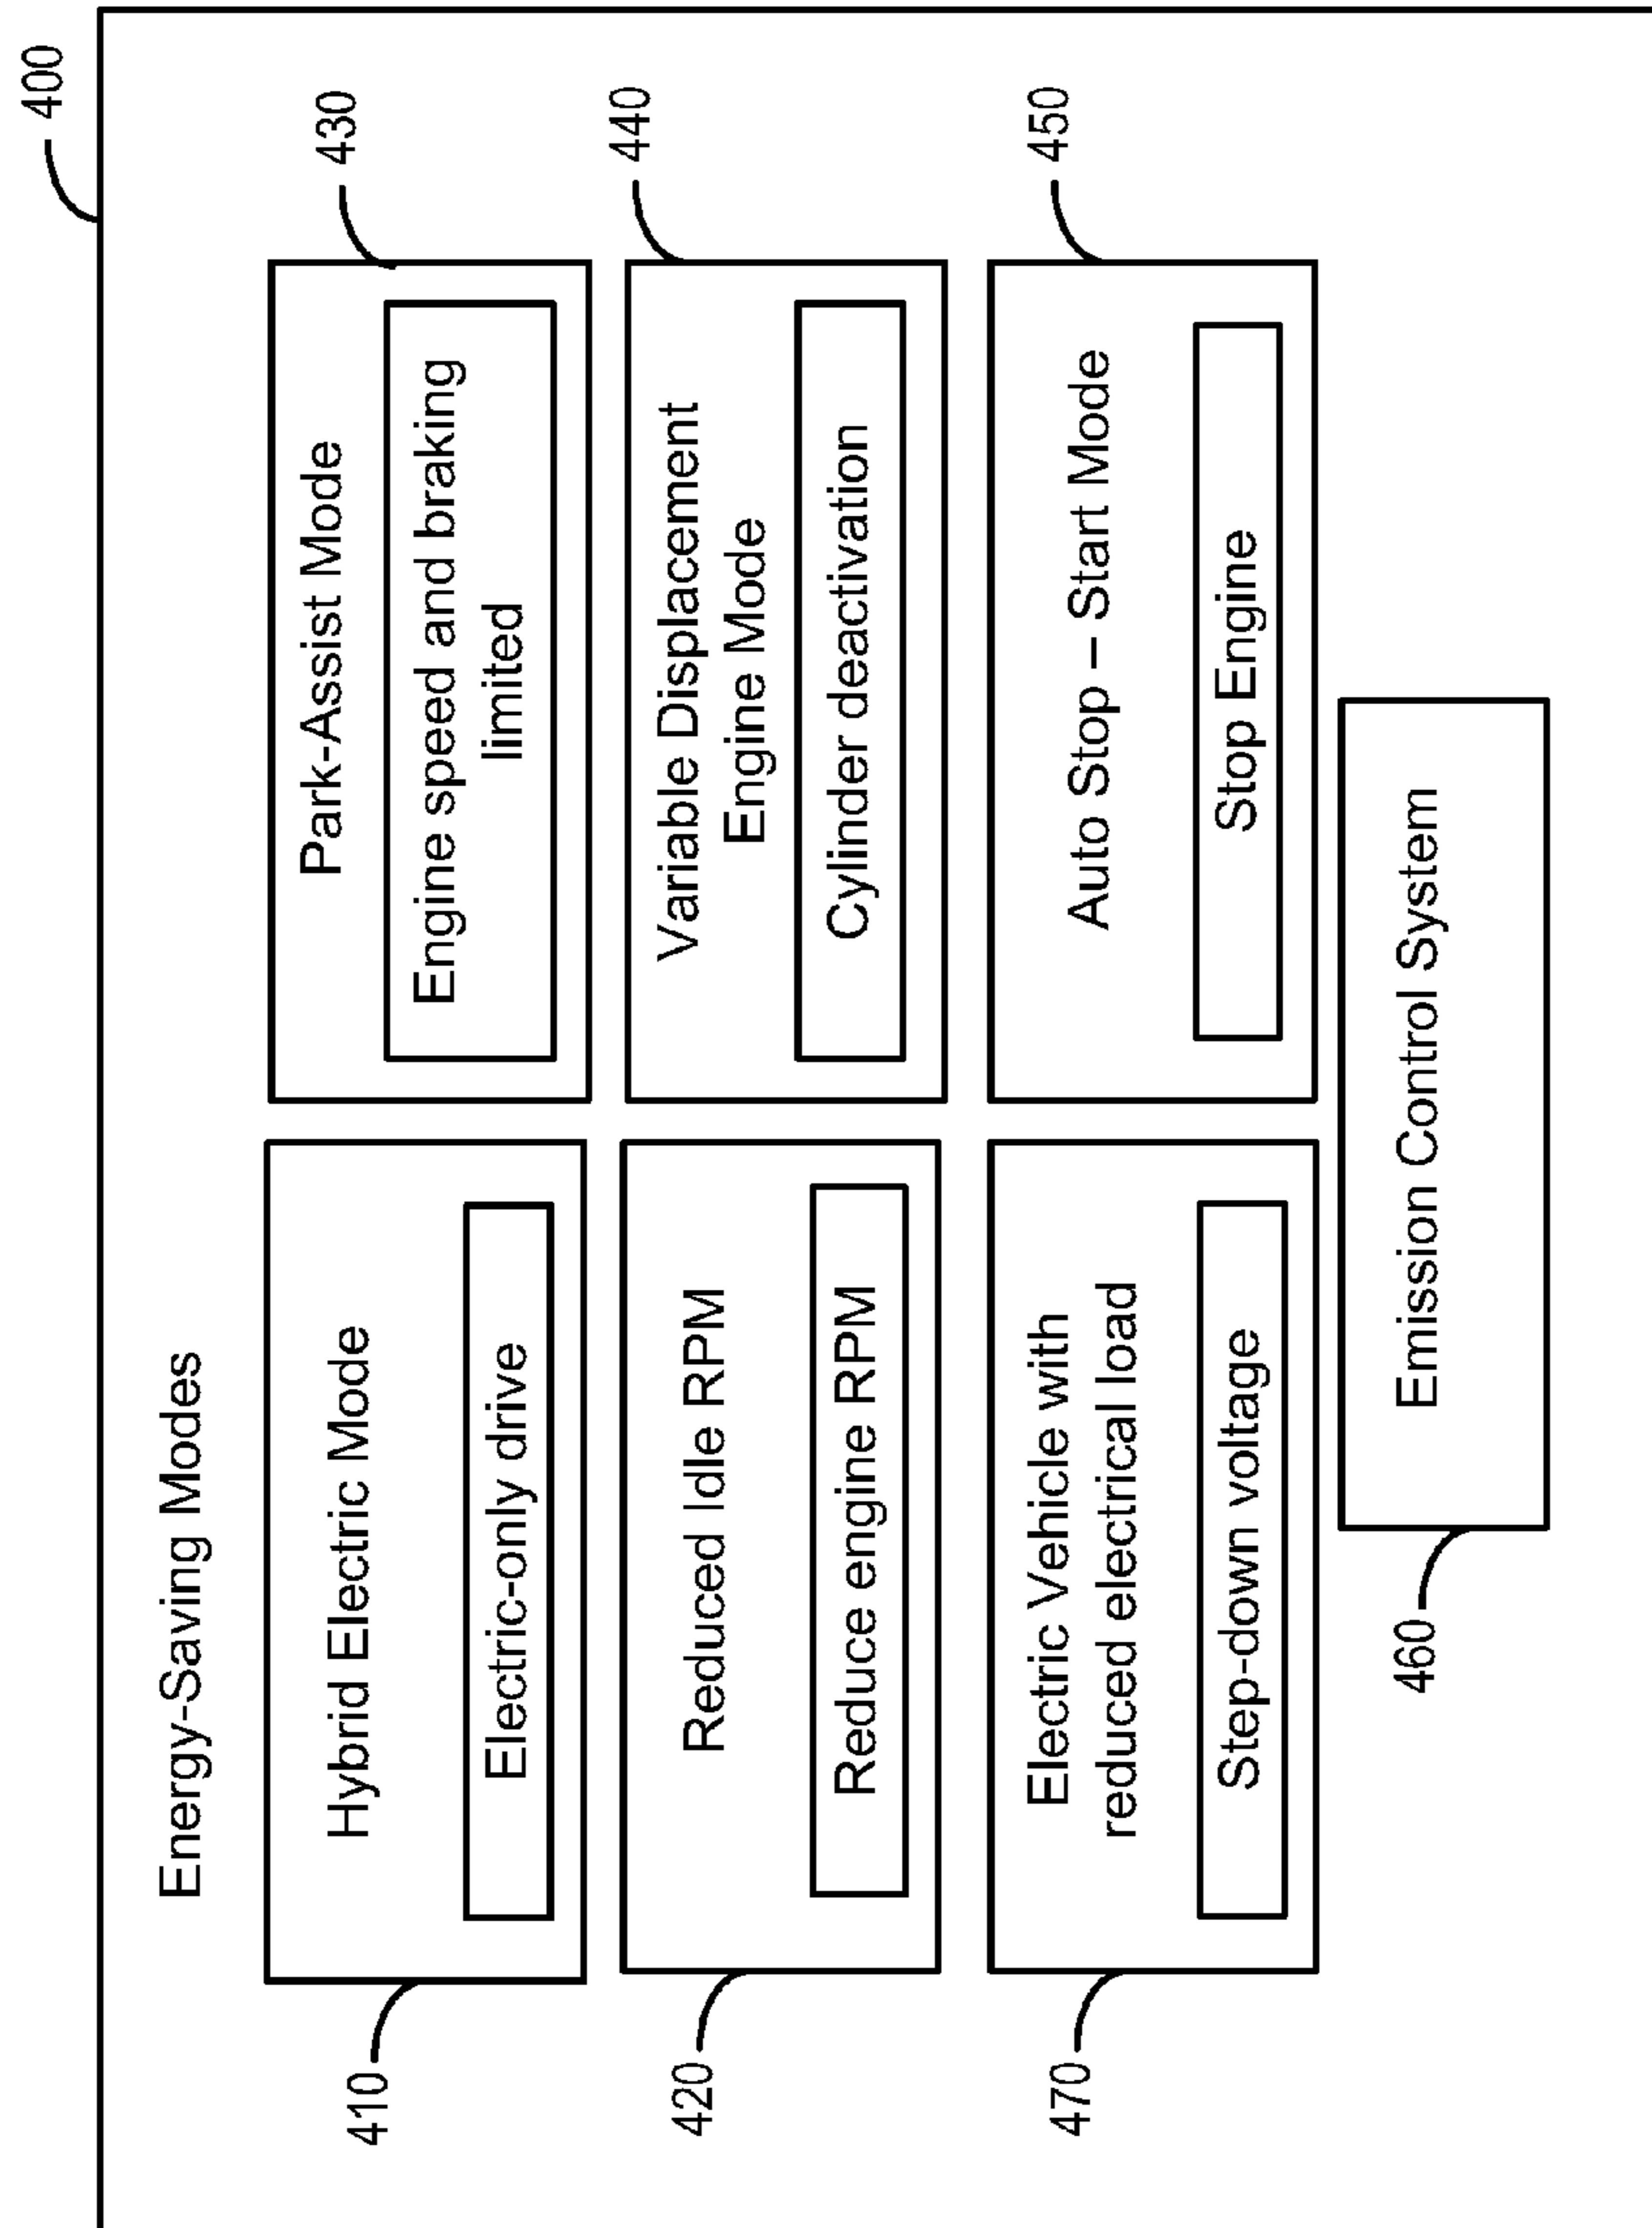 400
Energy-Saving Modes
410
Hybrid Electric Mode
Electric-only drive
430
Park-Assist Mode
Engine speed and braking
limited
420
Reduced Idle RPM
Reduce engine RPM
440
Variable Displacement
Engine Mode
Cylinder deactivation
470
Electric Vehicle with
reduced electrical load
Step-down voltage
450
Auto Stop – Start Mode
Stop Engine
460
Emission Control System